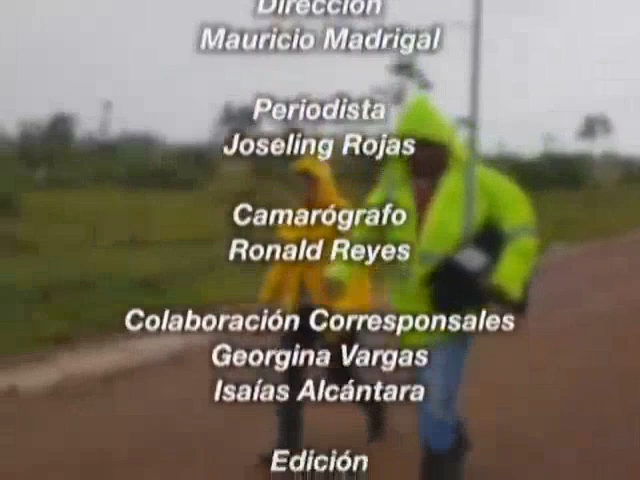 Dirección
Mauricio Madrigal
Periodista
Joseling Rojas
Camarógrafo
Ronald Reyes
Colaboración Corresponsales
Georgina Vargas
Isaías Alcántara
Edición